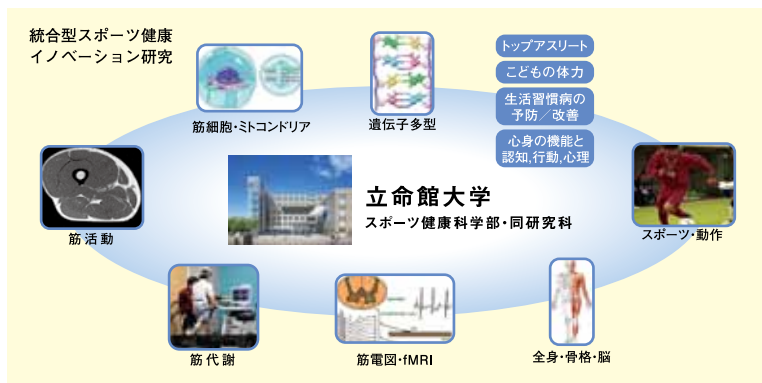 統合型スポーツ健康
イノベーション研究
トップアスリート
こどもの体力
生活習慣病の
予防／改善
心身の機能と
認知,行動,心理
筋細胞・ミトコンドリア
遺伝子多型
立命館大学
スポーツ健康科学部・同研究科
筋活動
スポーツ・動作
筋代謝
筋電図・fMRI
全身・骨格・脳